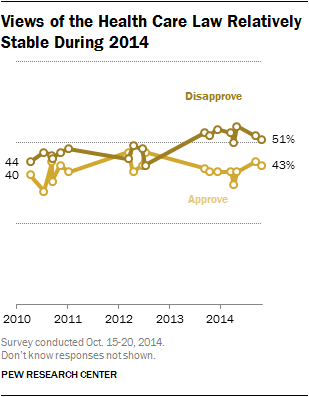 Views of the Health Care Law Relatively
Stable During 2014
Disapprove
51%
44
40
43%
Approve
2010 2011 2012 2013 2014
Survey conducted Oct. 15-20, 2014.
Don't know responses not shown.
PEW RESEARCH CENTER